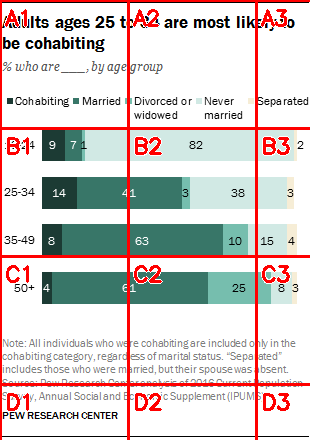 Adults ages 25 to 34 are most likely to
be cohabiting
% who are ___, by age group
Cohabiting Married Divorced or widowed Never married Separated
9 7 1 82 2
25-34 14 41 3 38 3
35-49 8 63 10 15 4
50+ 4 61 25 8 3
Note: All individuals who were cohabiting are included only in the
cohabiting category, regardless of marital status. “Separated”
includes those who were married, but their spouse was absent.
Source: Pew Research Center analysis of 2016 Current Population
Survey, Annual Social and Economic Supplement (IPUMS)
PEW RESEARCH CENTER
A1 A2 A3
B1 B2 B3
C1 C2 C3
D1 D2 D3